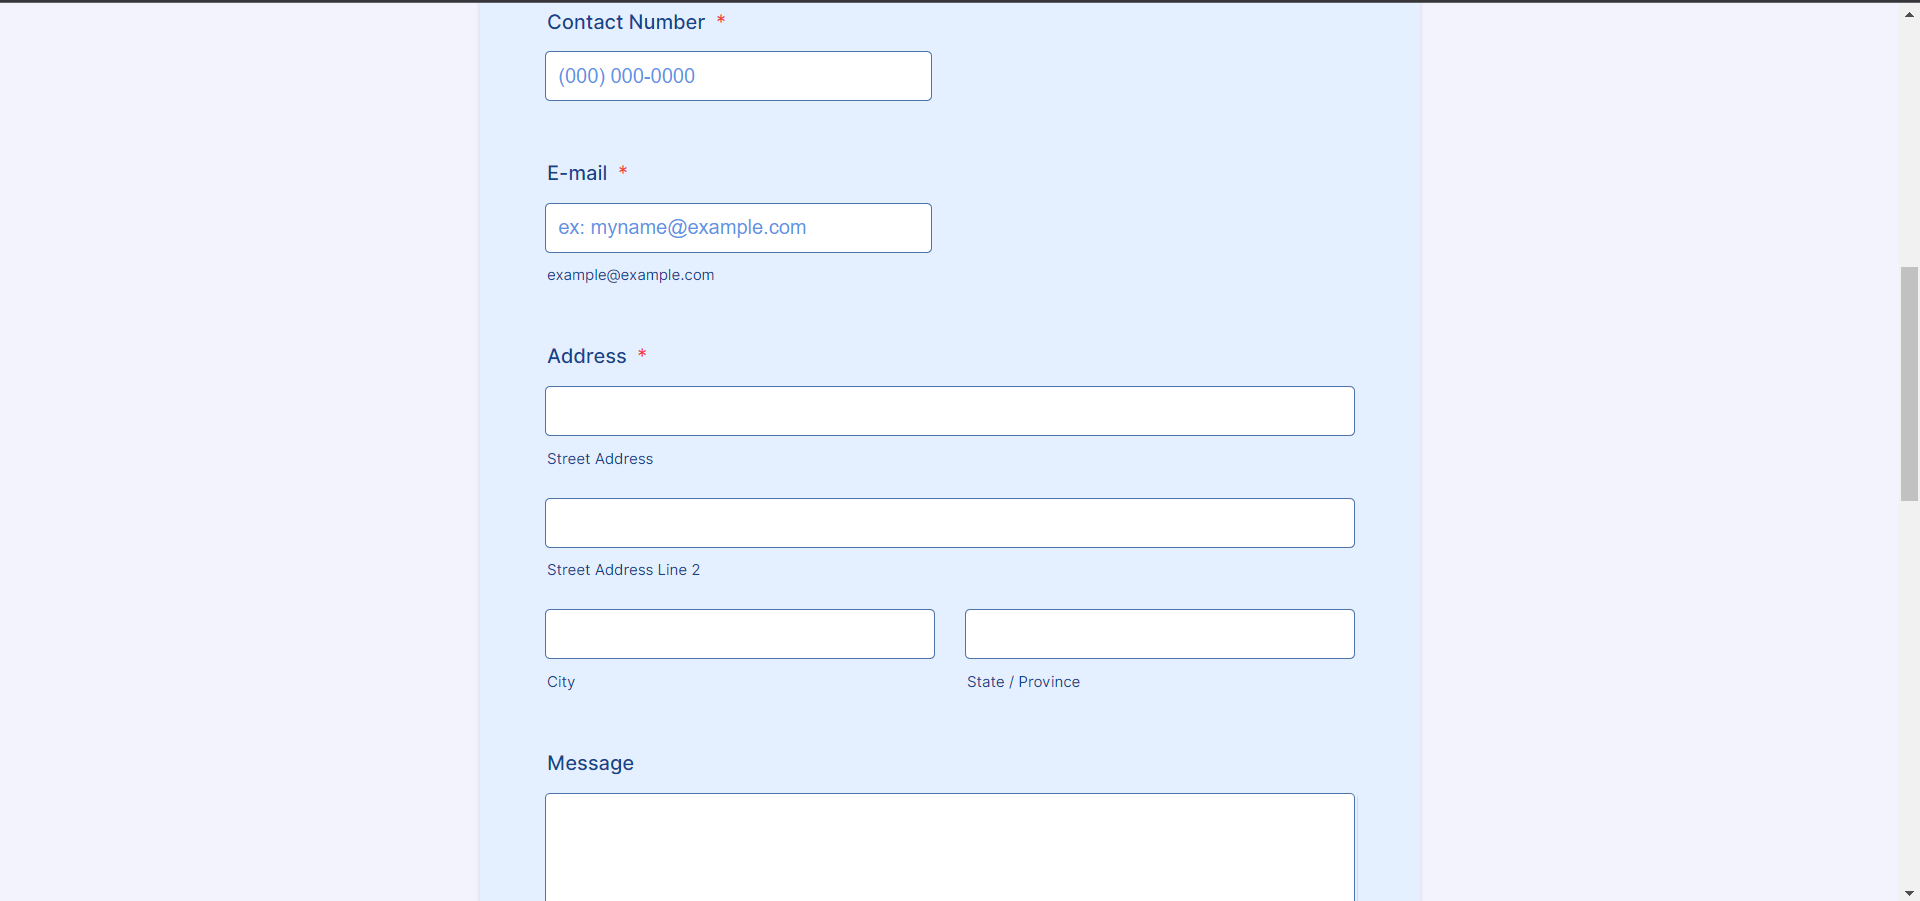 Contact Number *
(000) 000-0000
E-mail *
ex: myname@example.com
example@example.com
Address *
Street Address
Street Address Line 2
City
State / Province
Message